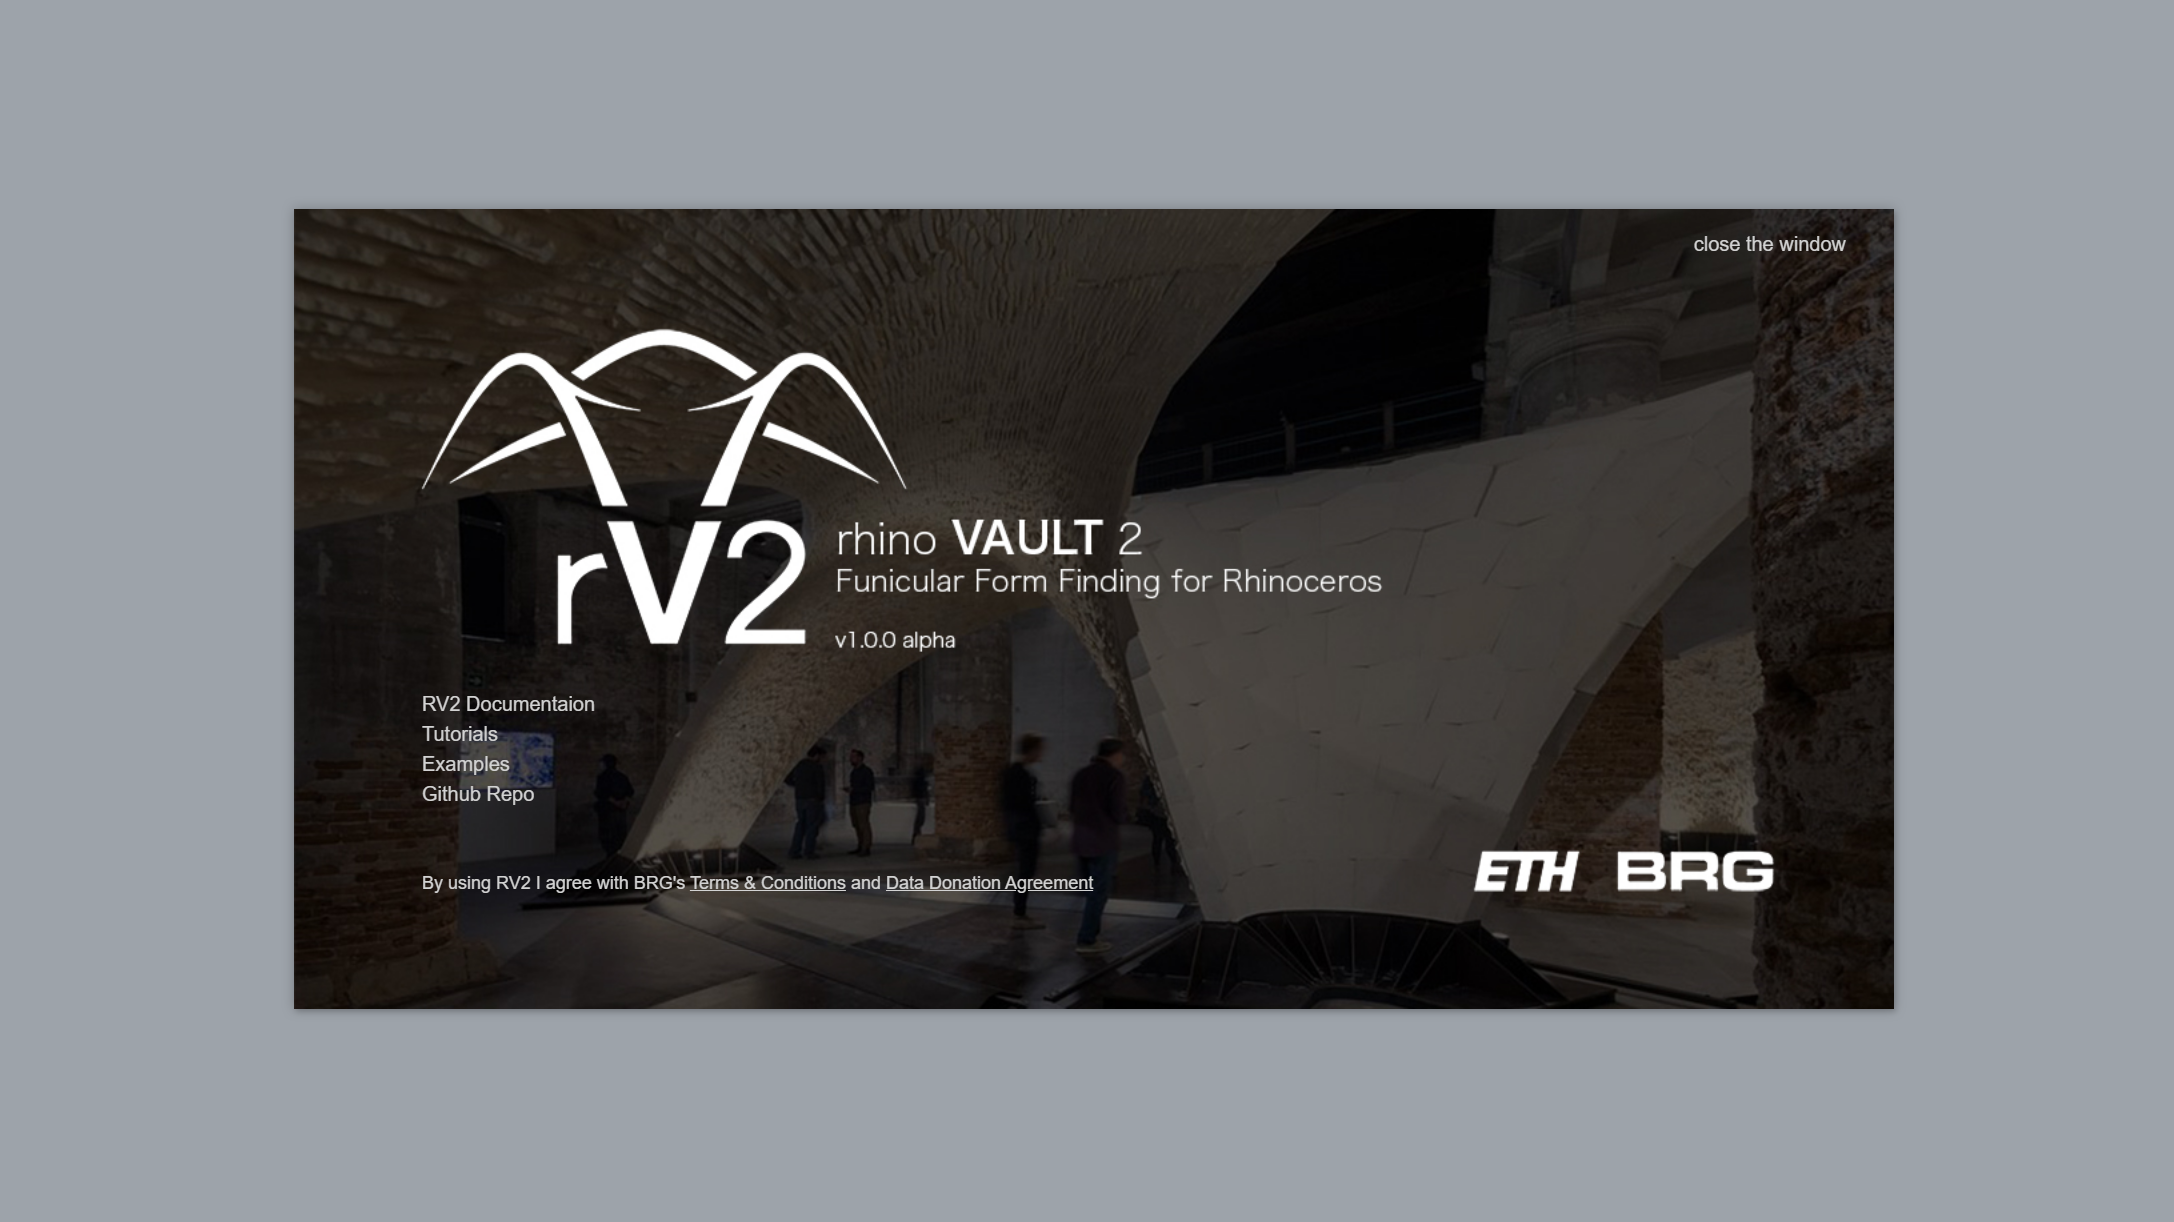 close the window
rV2
rhino VAULT 2
Funicular Form Finding for Rhinoceros
v1.0.0 alpha
RV2 Documentaion
Tutorials
Examples
Github Repo
By using RV2 I agree with BRG's Terms & Conditions and Data Donation Agreement
ETH BRG